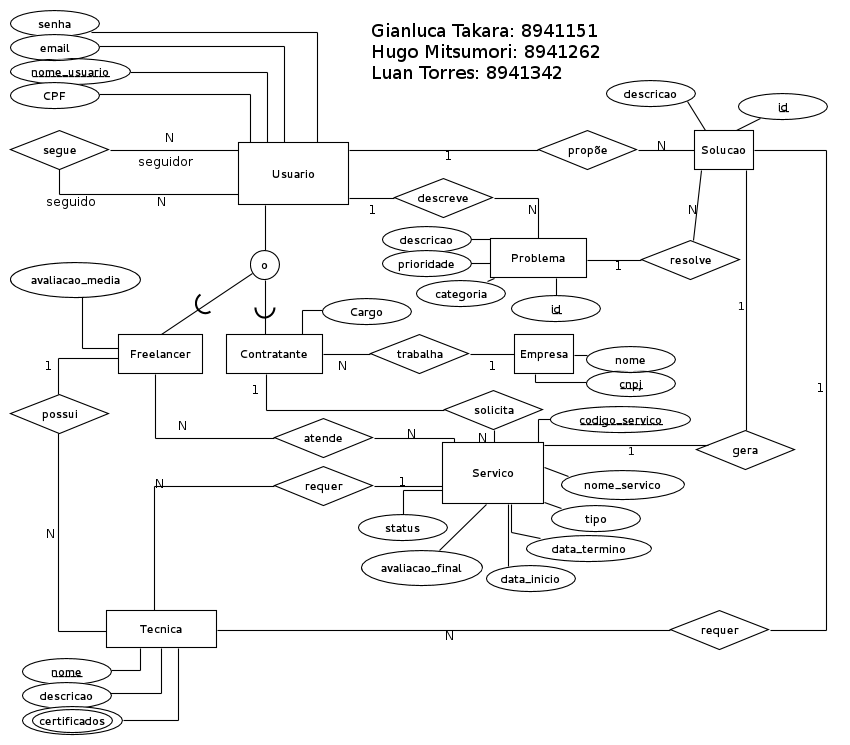 senha
email
nome_usuario
CPF
Gianluca Takara: 8941151
Hugo Mitsumori: 8941262
Luan Torres: 8941342
descricao
id
segue
N
seguidor
seguido
N
Usuario
1
propõe
N
Solucao
1
descreve
N
N
descricao
prioridade
categoria
Problema
id
1
resolve
o
avaliacao_media
Cargo
1
1
Freelancer
Contratante
N
trabalha
1
Empresa
nome
cnpj
1
possui
1
solicita
codigo_servico
N
atende
N
N
1
gera
Servico
N
requer
1
nome_servico
status
tipo
data_termino
avaliacao_final
data_inicio
N
Tecnica
N
requer
nome
descricao
certificados